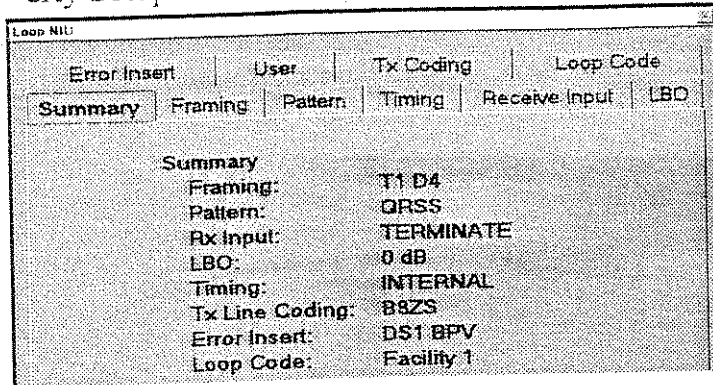 Loop NIU
Error Insert User Tx Coding Loop Code
Summary Framing Pattern Timing Receive Input LBO
Summary
Framing: T1 D4
Pattern: QRSS
Rx Input: TERMINATE
LBO: 0 dB
Timing: INTERNAL
Tx Line Coding: B8ZS
Error Insert: DS1 BPV
Loop Code: Facility 1